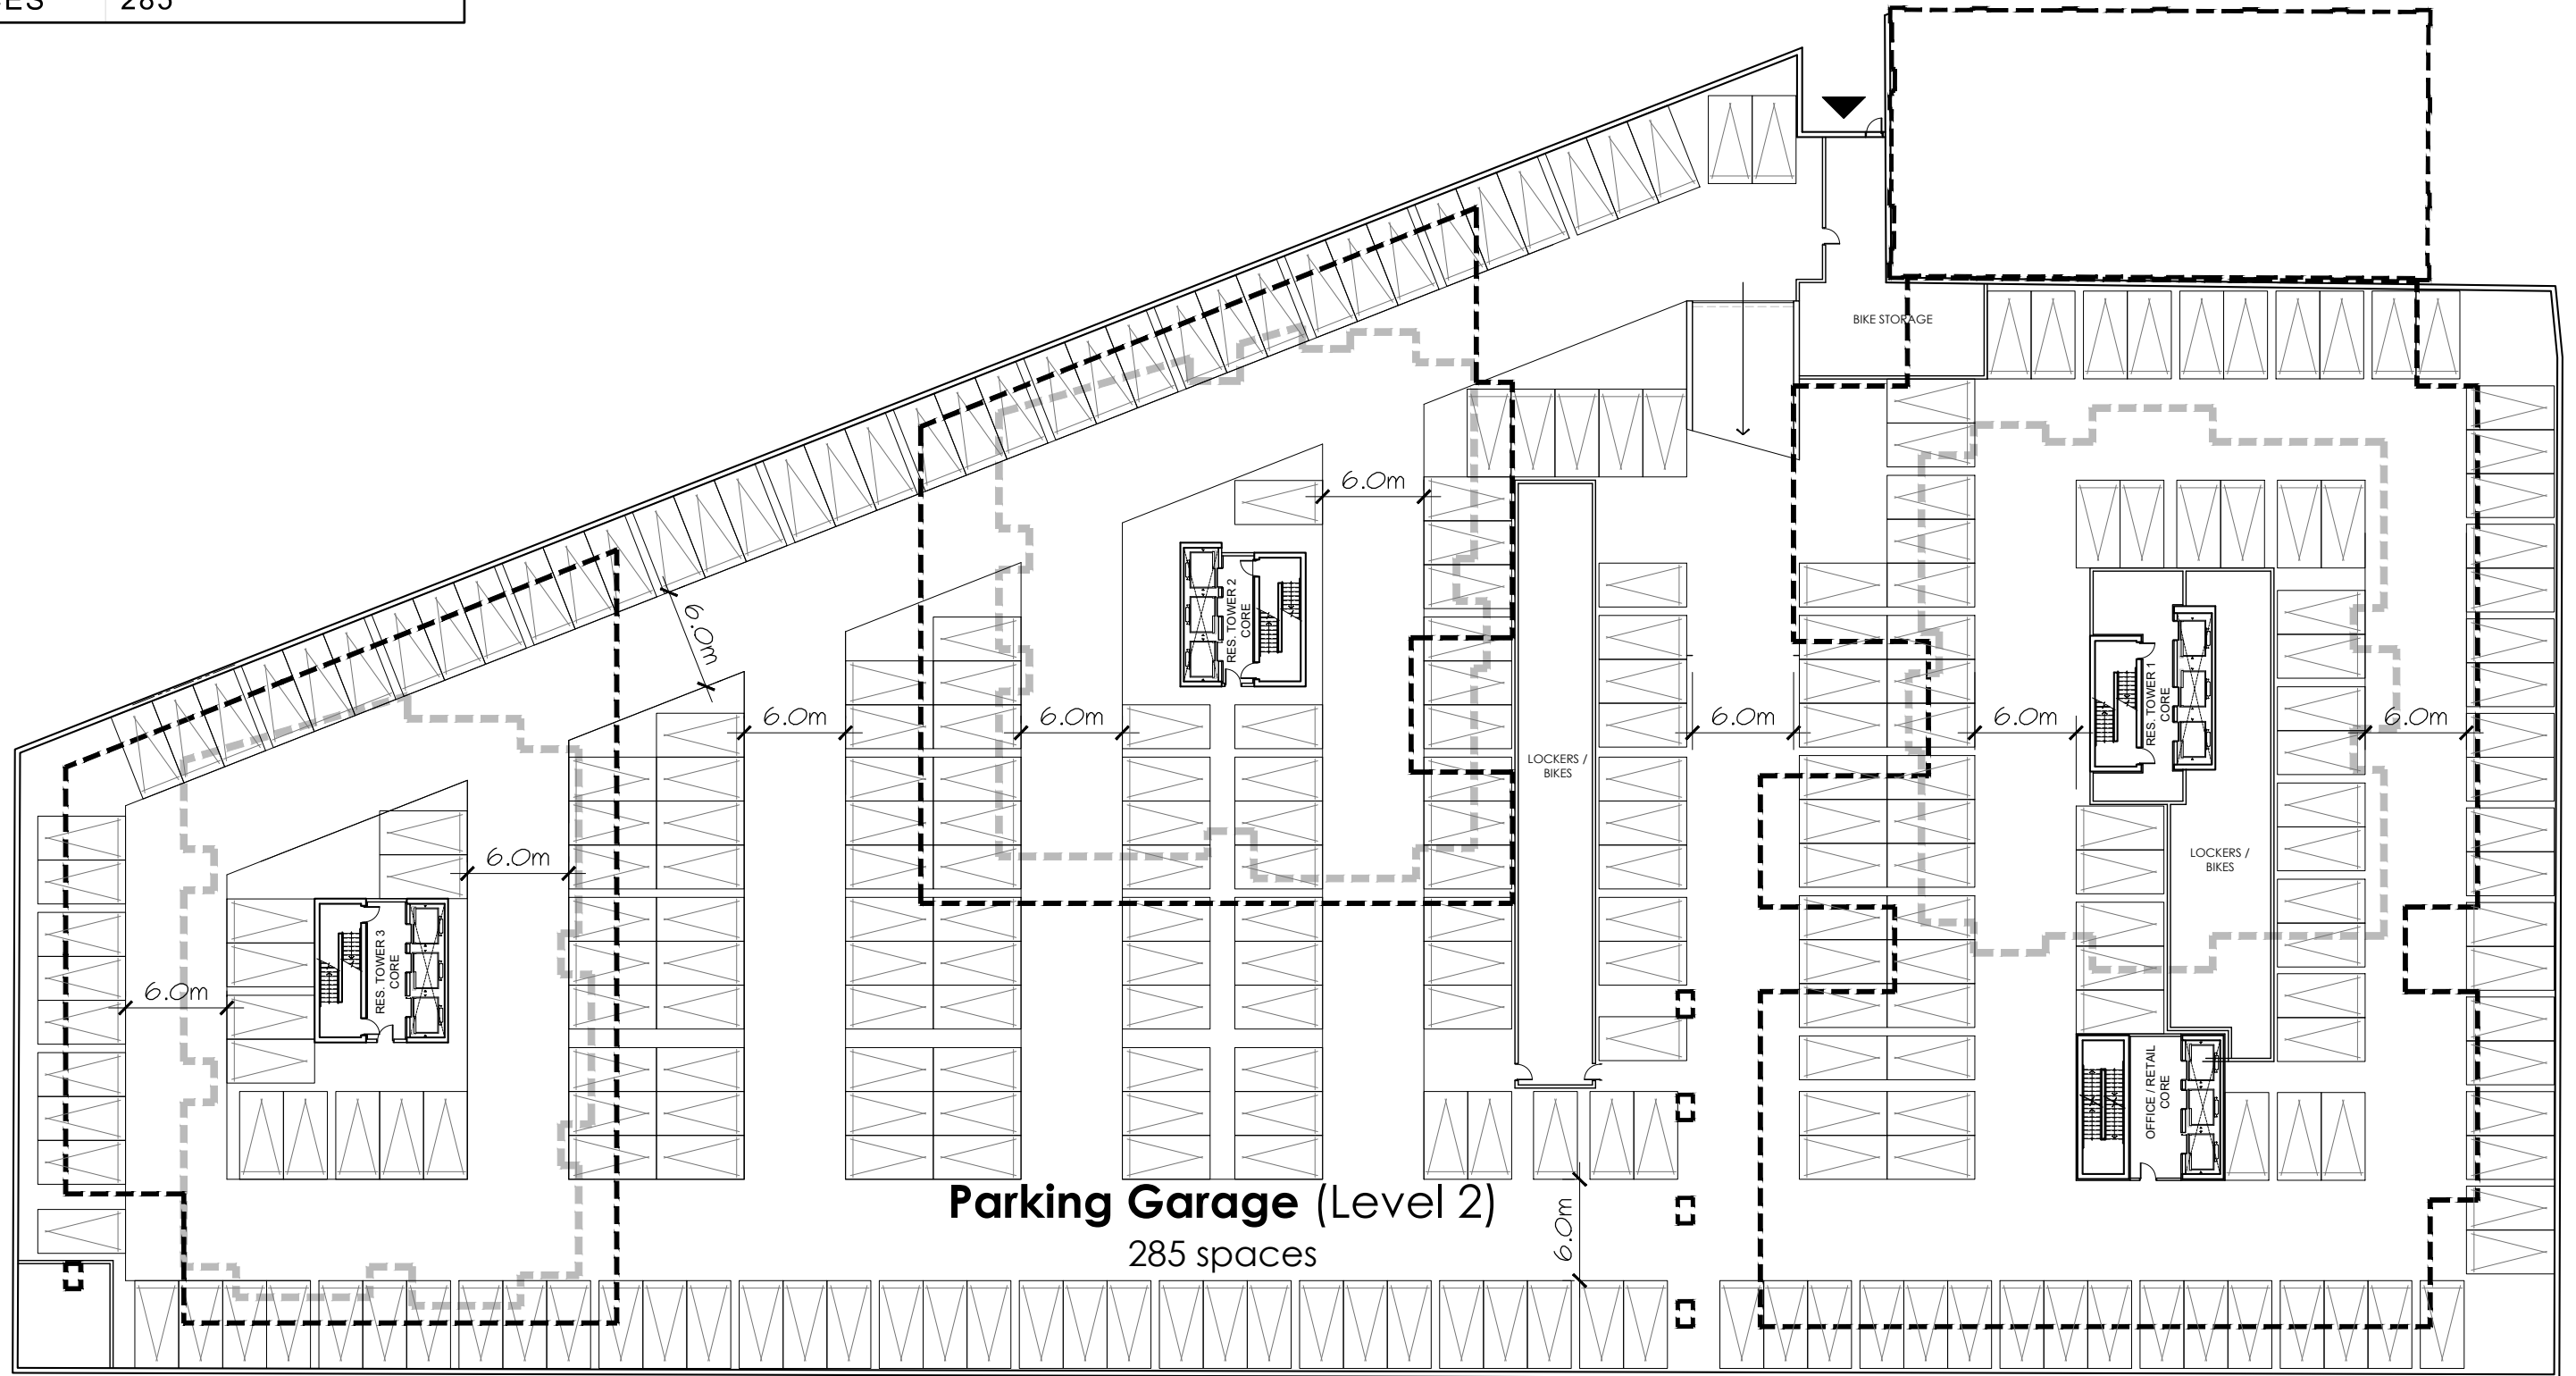 285
BIKE STORAGE
6.0m
RES. TOWER 2
CORE
6.0m
6.0m
6.0m
6.0m
6.0m
6.0m
RES. TOWER 1
CORE
LOCKERS /
BIKES
LOCKERS /
BIKES
6.0m
RES. TOWER 3
CORE
6.0m
OFFICE / RETAIL
CORE
Parking Garage (Level 2)
285 spaces
6.0m